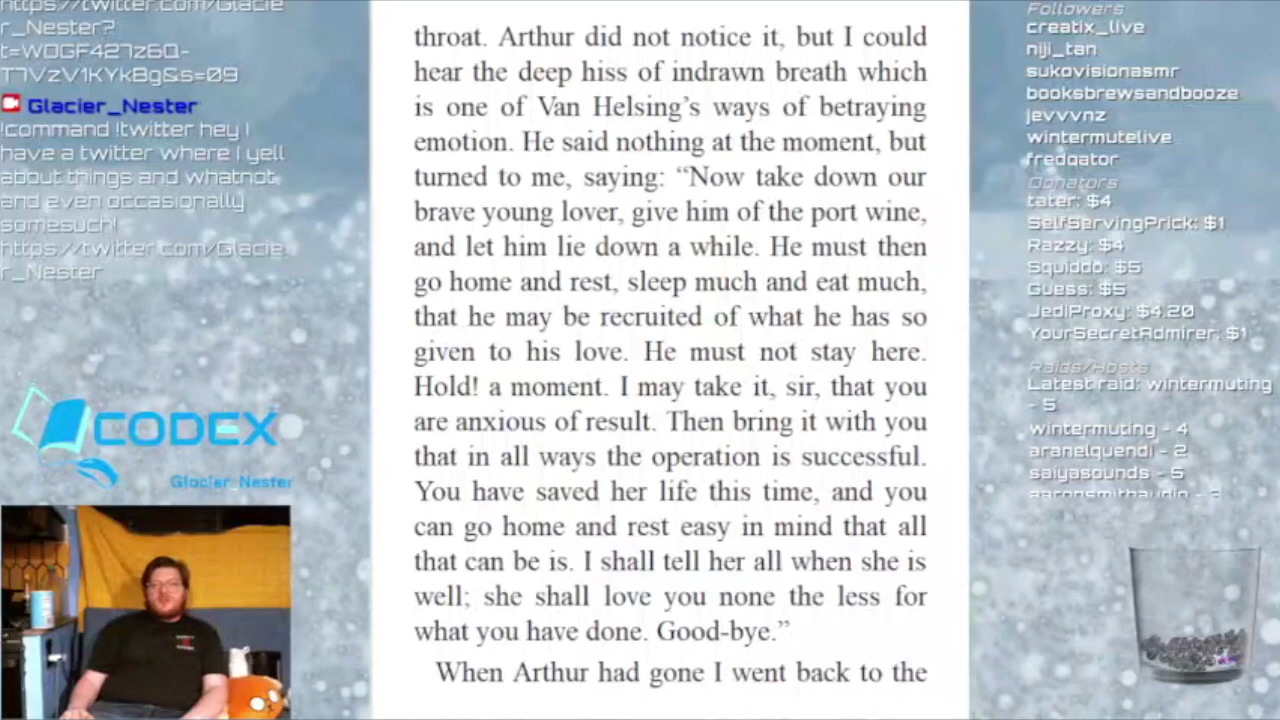 https://twitter.com/Glacie
r_Nester?
t=W0GF427z6Q-
T7VzV1KYkBg&s=09
Glacier_Nester
!command !twitter hey I
have a twitter where I yell
about things and whatnot
and even occasionally
somesuch!
https://twitter.com/Glacie
r_Nester
CODEX
Glacier_Nester
throat. Arthur did not notice it, but I could
hear the deep hiss of indrawn breath which
is one of Van Helsing’s ways of betraying
emotion. He said nothing at the moment, but
turned to me, saying: “Now take down our
brave young lover, give him of the port wine,
and let him lie down a while. He must then
go home and rest, sleep much and eat much,
that he may be recruited of what he has so
given to his love. He must not stay here.
Hold! a moment. I may take it, sir, that you
are anxious of result. Then bring it with you
that in all ways the operation is successful.
You have saved her life this time, and you
can go home and rest easy in mind that all
that can be is. I shall tell her all when she is
well; she shall love you none the less for
what you have done. Good-bye.”
When Arthur had gone I went back to the
Followers
creatix_live
niji_tan
sukovisionasmr
booksbrewsandbooze
jevvvnz
wintermutelive
fredgator
Donators
tater: $4
SelfServingPrick: $1
Razzy: $4
Squiddo: $5
Guess: $5
JediProxy: $4.20
YourSecretAdmirer: $1
Raids/Hosts
Latest raid: wintermuting
- 5
wintermuting - 4
aranelquendi - 2
saiyasounds - 5
aaronsmithaudio - 3